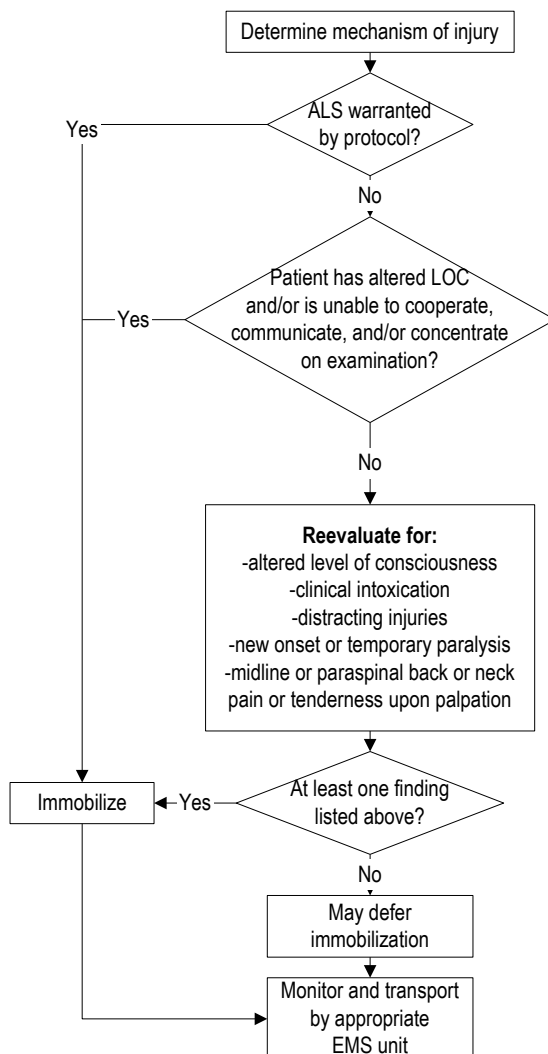 Determine mechanism of injury
ALS warranted
by protocol?
Yes
No
Patient has altered LOC
and/or is unable to cooperate,
communicate, and/or concentrate
on examination?
Yes
No
Reevaluate for:
-altered level of consciousness
-clinical intoxication
-distracting injuries
-new onset or temporary paralysis
-midline or paraspinal back or neck
pain or tenderness upon palpation
At least one finding
listed above?
Yes
Immobilize
No
May defer
immobilization
Monitor and transport
by appropriate
EMS unit